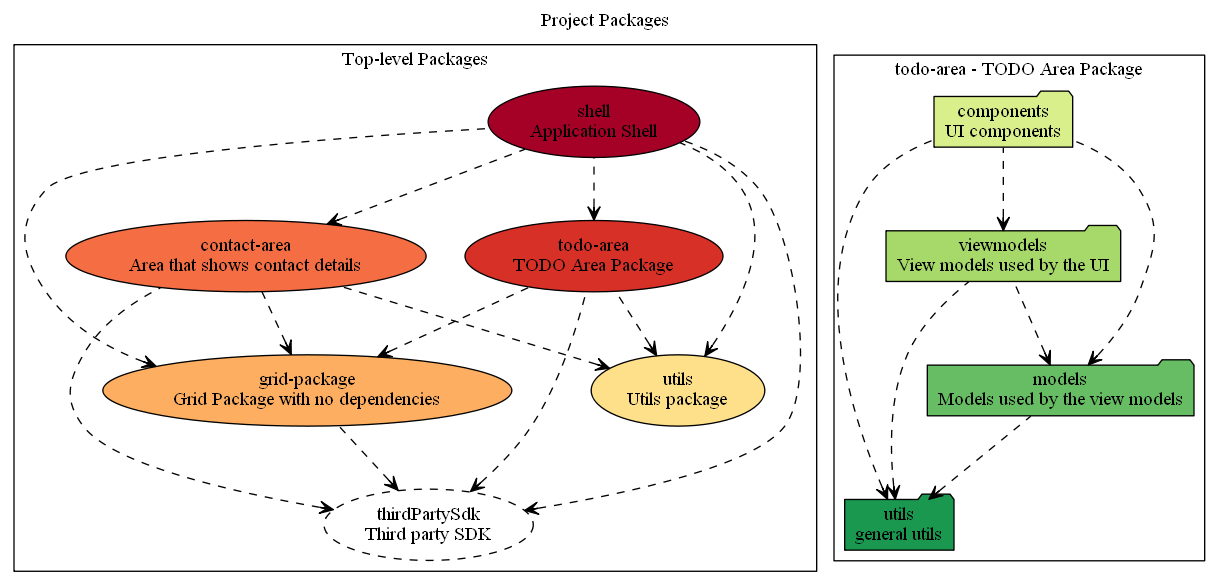 Project Packages
Top-level Packages
shell
Application Shell
contact-area
Area that shows contact details
todo-area
TODO Area Package
grid-package
Grid Package with no dependencies
utils
Utils package
thirdPartySdk
Third party SDK
todo-area - TODO Area Package
components
UI components
viewmodels
View models used by the UI
models
Models used by the view models
utils
general utils